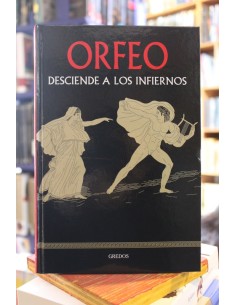 ORFEO
DESCIENDE A LOS INFIERNOS
GREDOS